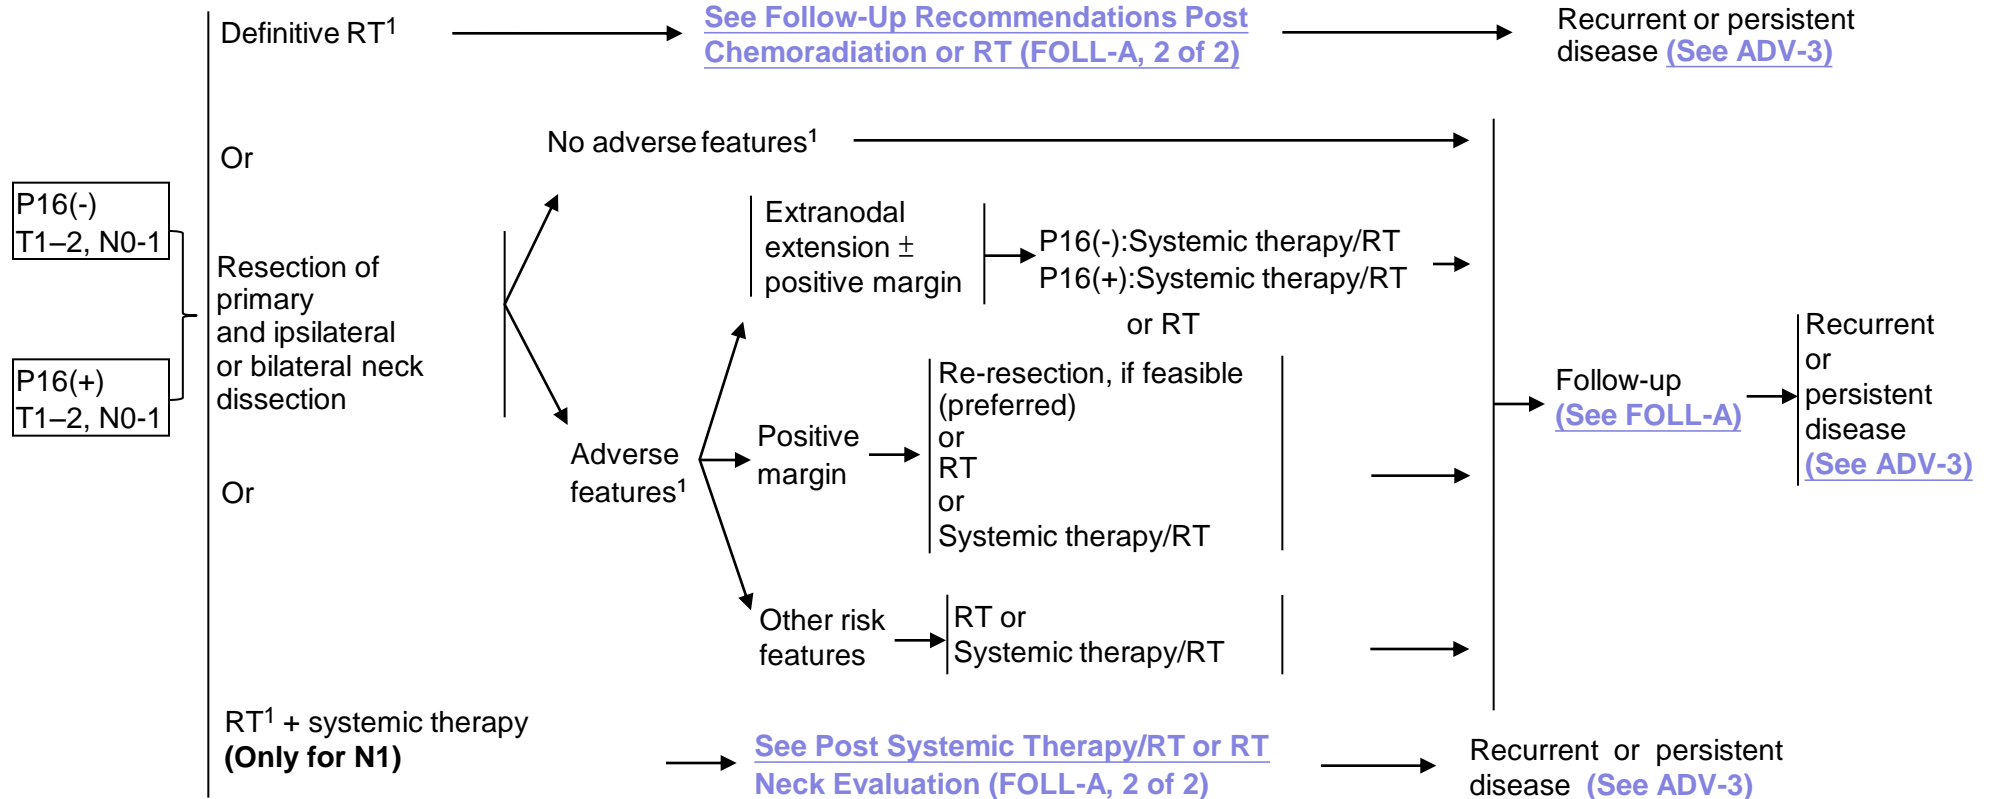 Definitive RT¹
See Follow-Up Recommendations Post
Chemoradiation or RT (FOLL-A, 2 of 2)
Recurrent or persistent
disease (See ADV-3)
Or
No adverse features¹
P16(-)
T1–2, N0-1
P16(+)
T1–2, N0-1
Resection of
primary
and ipsilateral
or bilateral neck
dissection
Extranodal
extension ±
positive margin
P16(-):Systemic therapy/RT
P16(+):Systemic therapy/RT
or RT
Adverse
features¹
Positive
margin
Re-resection, if feasible
(preferred)
or
RT
or
Systemic therapy/RT
Follow-up
(See FOLL-A)
Recurrent
or
persistent
disease
(See ADV-3)
Or
Other risk
features
RT or
Systemic therapy/RT
RT¹ + systemic therapy
(Only for N1)
See Post Systemic Therapy/RT or RT
Neck Evaluation (FOLL-A, 2 of 2)
Recurrent or persistent
disease (See ADV-3)